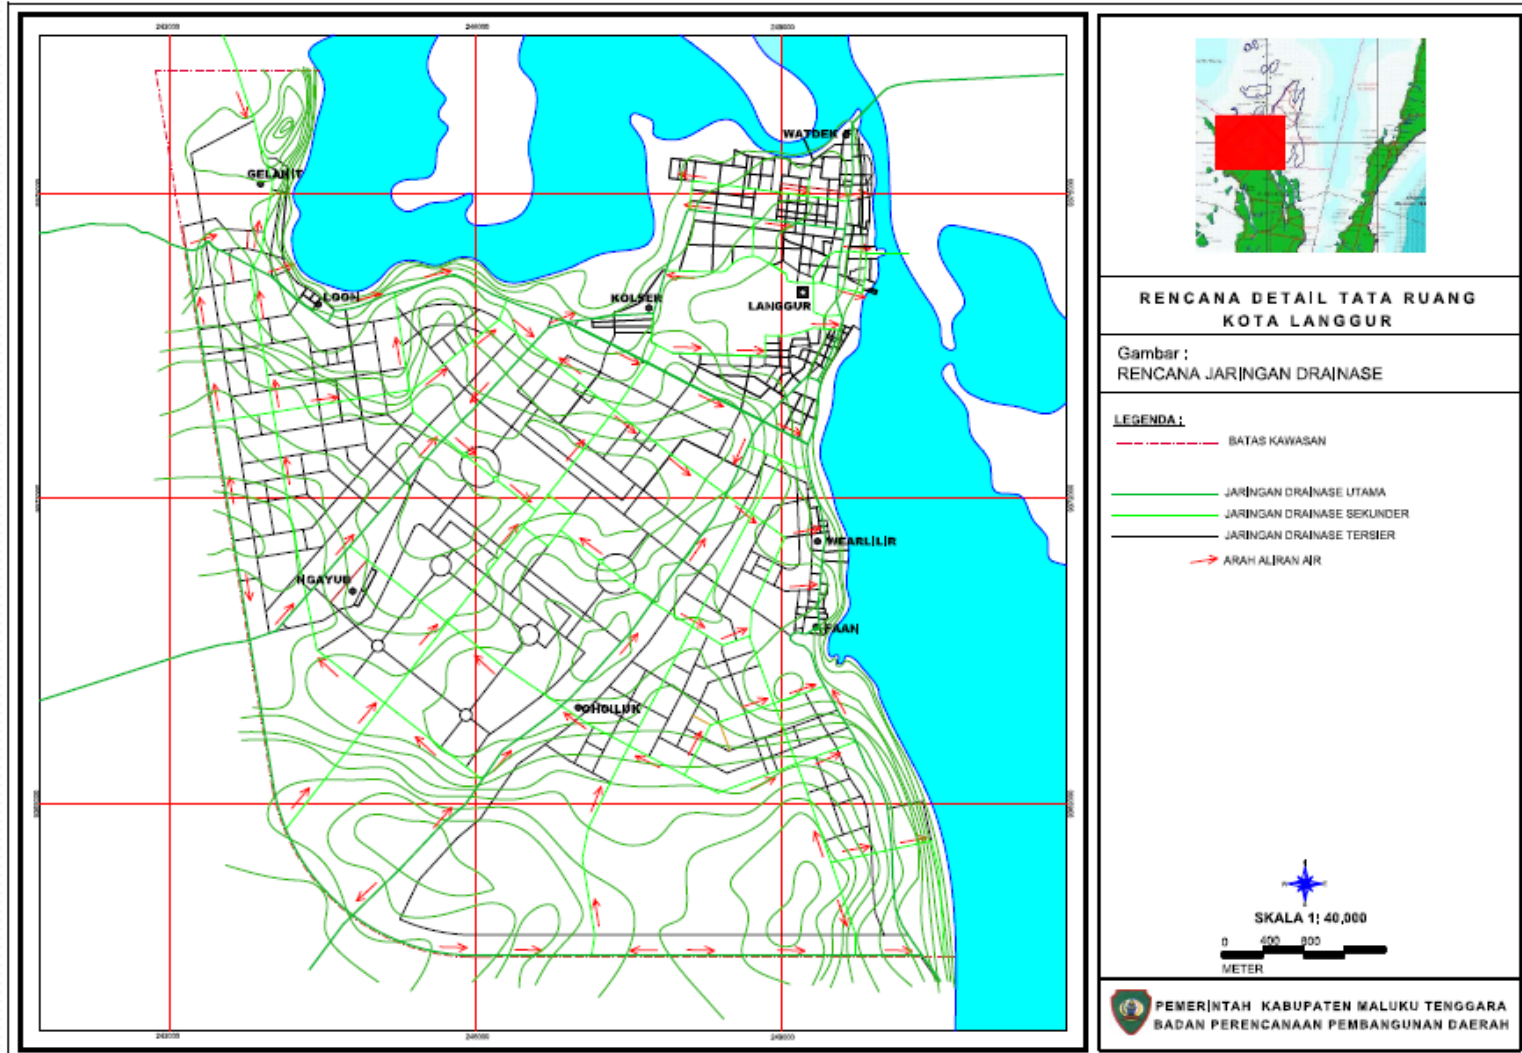 GELANIT
WATDEK
LOON
KOLSER
LANGGUR
NGAYUB
WEARLILIR
FAAN
OHOILUK
RENCANA DETAIL TATA RUANG
KOTA LANGGUR
Gambar :
RENCANA JARINGAN DRAINASE
LEGENDA :
BATAS KAWASAN
JARINGAN DRAINASE UTAMA
JARINGAN DRAINASE SEKUNDER
JARINGAN DRAINASE TERSIER
ARAH ALIRAN AIR
SKALA 1: 40,000
0 400 800
METER
PEMERINTAH KABUPATEN MALUKU TENGGARA
BADAN PERENCANAAN PEMBANGUNAN DAERAH